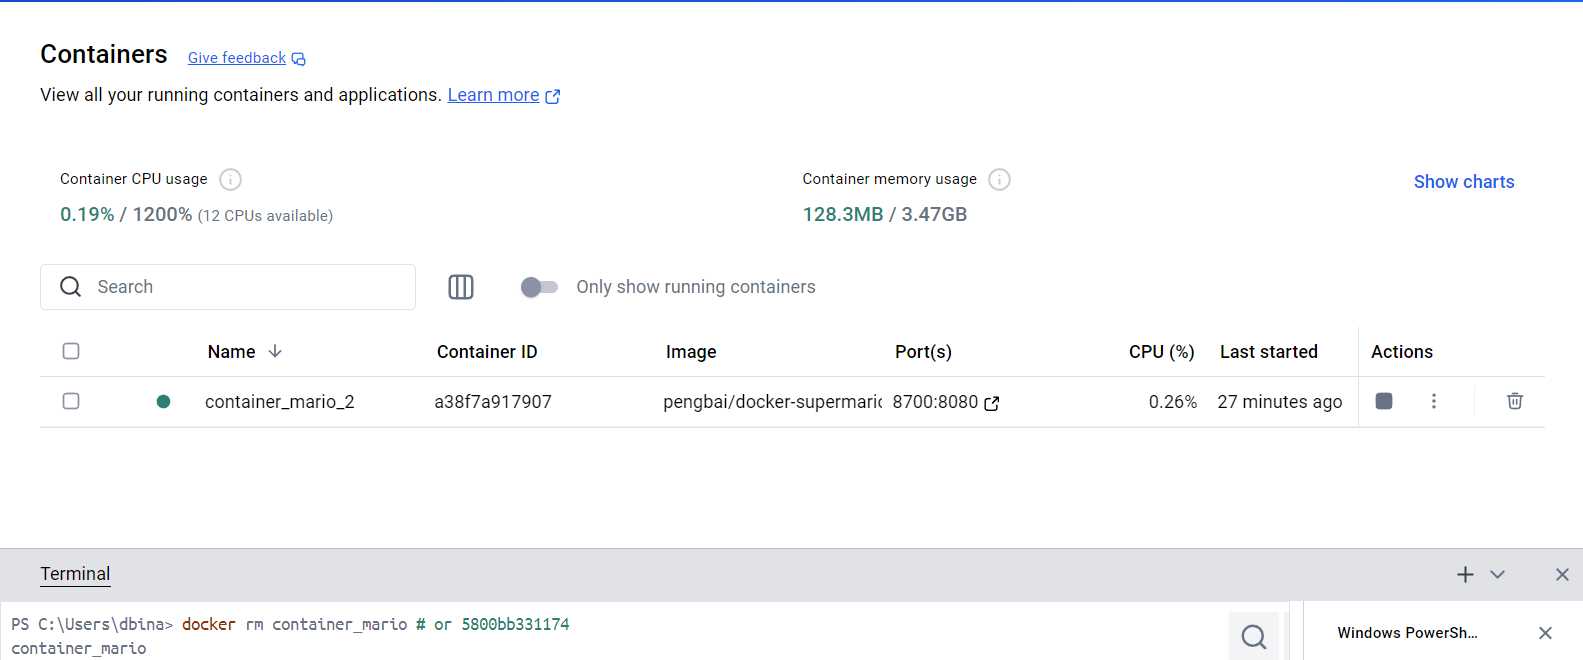 Containers Give feedback
View all your running containers and applications. Learn more
Container CPU usage Container memory usage Show charts
0.19% / 1200% (12 CPUs available) 128.3MB / 3.47GB
Search Only show running containers
Name Container ID Image Port(s) CPU (%) Last started Actions
container_mario_2 a38f7a917907 pengbai/docker-supermario 8700:8080 0.26% 27 minutes ago
Terminal
PS C:\Users\dbina> docker rm container_mario # or 5800bb331174
container_mario
Windows PowerSh...